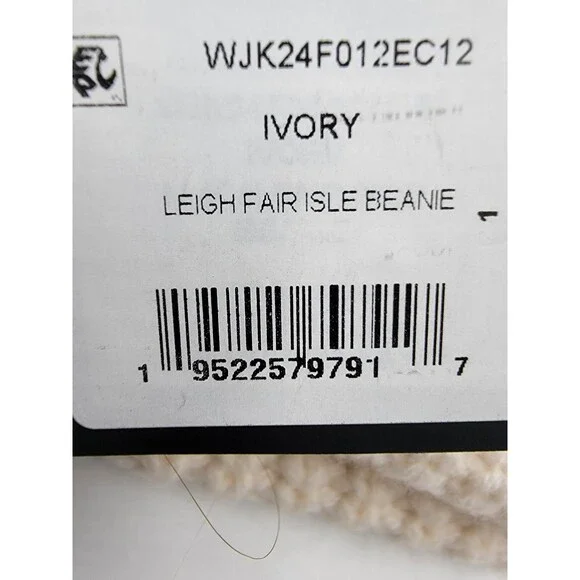 WJK24F012EC12
IVORY
LEIGH FAIR ISLE BEANIE
1
1 9522579791 7